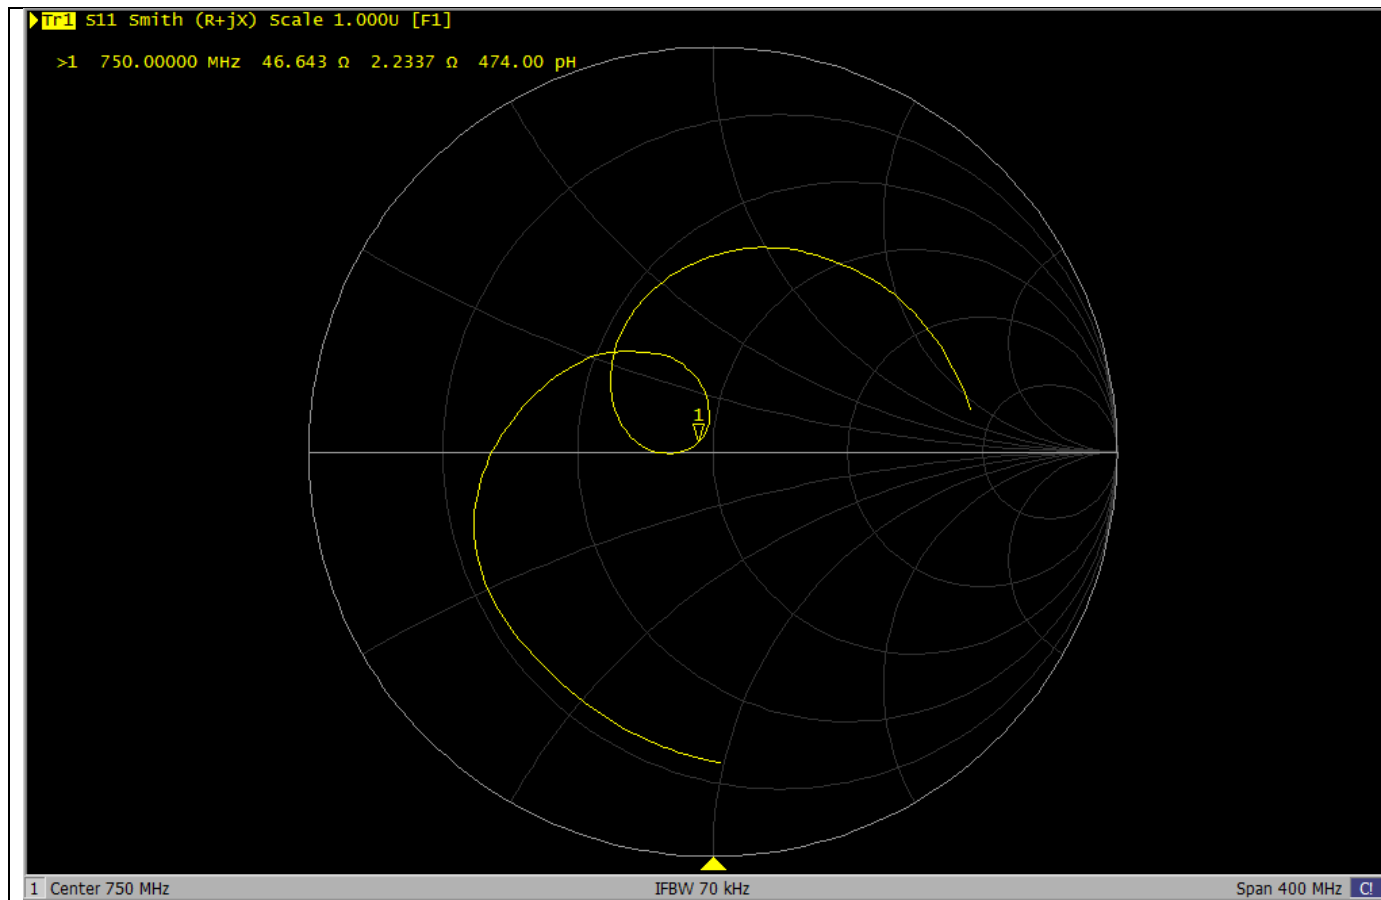 Tr1 S11 Smith (R+jX) Scale 1.000U [F1]
>1 750.00000 MHz 46.643 Ω 2.2337 Ω 474.00 pH
1
1 Center 750 MHz IFBW 70 kHz Span 400 MHz C!